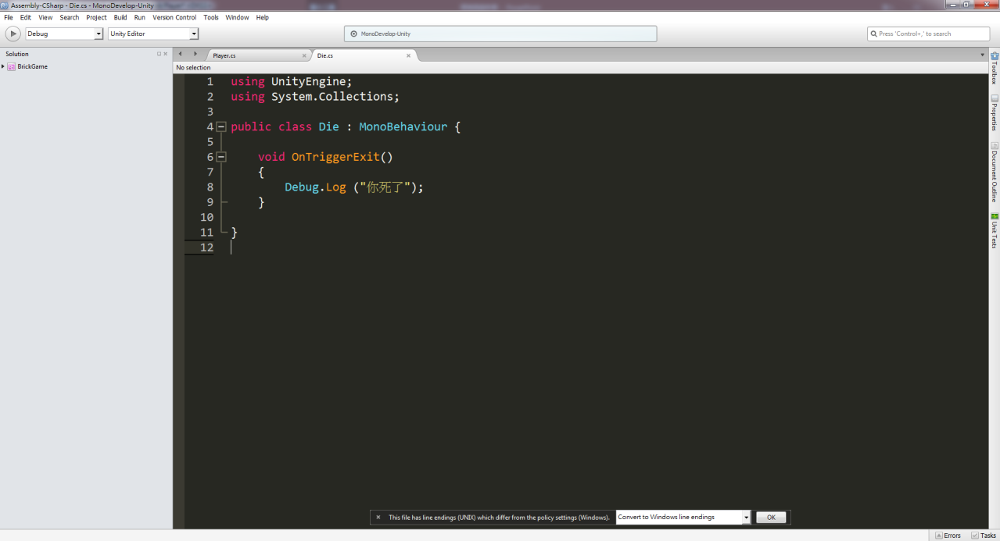 Assembly-CSharp - Die.cs - MonoDevelop-Unity
File Edit View Search Project Build Run Version Control Tools Window Help
Debug Unity Editor MonoDevelop-Unity Press 'Control+,' to search
Solution Player.cs Die.cs
BrickGame
No selection
1 using UnityEngine;
2 using System.Collections;
3
4 public class Die : MonoBehaviour {
5
6 void OnTriggerExit()
7 {
8 Debug.Log ("你死了");
9 }
10
11 }
12
Toolbox
Properties
Document Outline
Unit Tests
This file has line endings (UNIX) which differ from the policy settings (Windows). Convert to Windows line endings OK
Errors Tasks